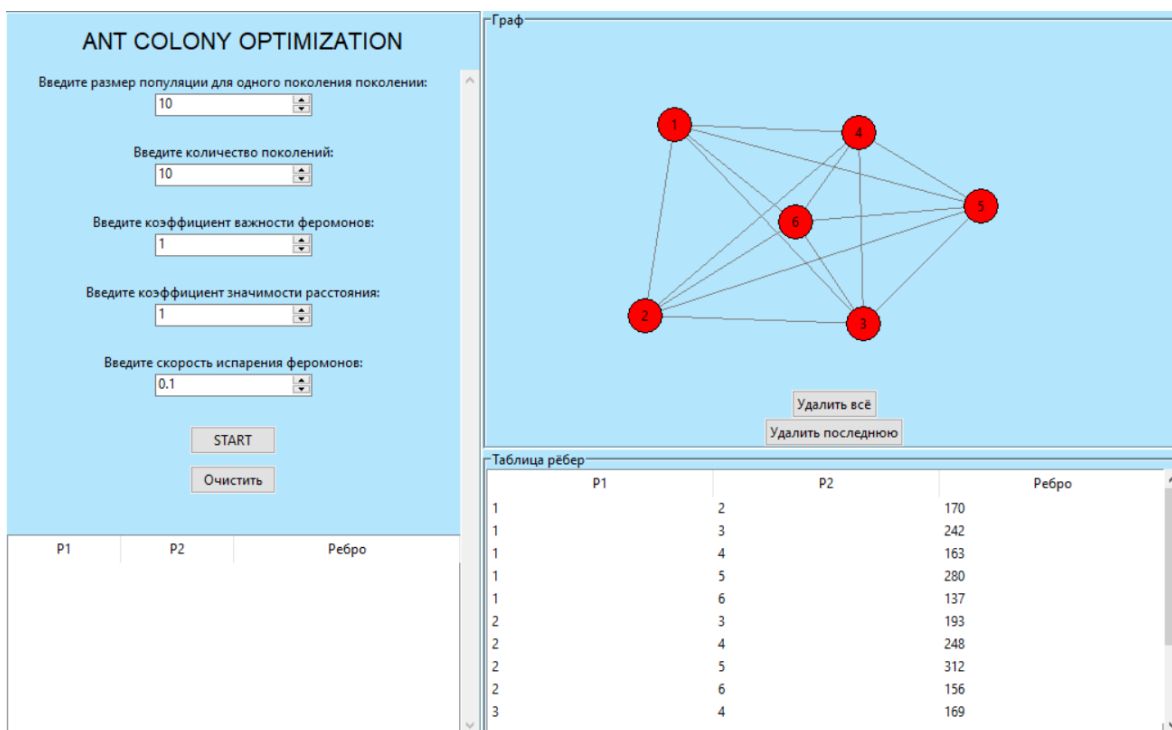 ANT COLONY OPTIMIZATION
Введите размер популяции для одного поколения поколении:
10
Введите количество поколений:
10
Введите коэффициент важности феромонов:
1
Введите коэффициент значимости расстояния:
1
Введите скорость испарения феромонов:
0.1
START
Очистить
P1 P2 Ребро
Граф
1
4
5
6
2
3
Удалить всё
Удалить последнюю
Таблица рёбер
P1 P2 Ребро
1 2 170
1 3 242
1 4 163
1 5 280
1 6 137
2 3 193
2 4 248
2 5 312
2 6 156
3 4 169